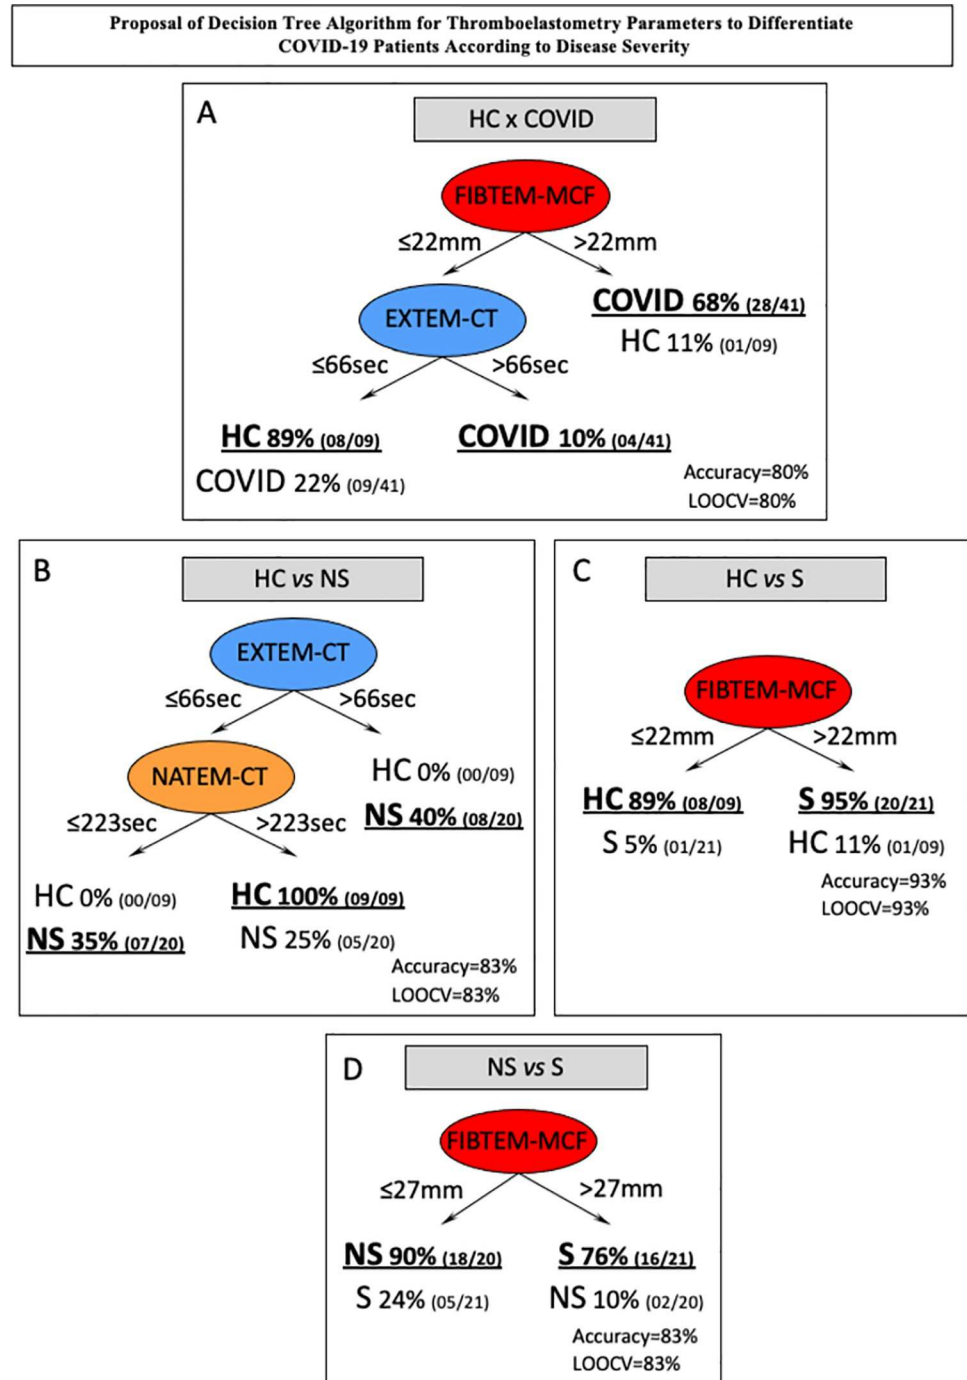 Proposal of Decision Tree Algorithm for Thromboelastometry Parameters to Differentiate
COVID-19 Patients According to Disease Severity
A
HC x COVID
FIBTEM-MCF
≤22mm >22mm
COVID 68% (28/41)
HC 11% (01/09)
EXTEM-CT
≤66sec >66sec
HC 89% (08/09) COVID 10% (04/41)
COVID 22% (09/41)
Accuracy=80%
LOOCV=80%
B
HC vs NS
EXTEM-CT
≤66sec >66sec
HC 0% (00/09)
NS 40% (08/20)
NATEM-CT
≤223sec >223sec
HC 0% (00/09) HC 100% (09/09)
NS 35% (07/20) NS 25% (05/20)
Accuracy=83%
LOOCV=83%
C
HC vs S
FIBTEM-MCF
≤22mm >22mm
HC 89% (08/09) S 95% (20/21)
S 5% (01/21) HC 11% (01/09)
Accuracy=93%
LOOCV=93%
D
NS vs S
FIBTEM-MCF
≤27mm >27mm
NS 90% (18/20) S 76% (16/21)
S 24% (05/21) NS 10% (02/20)
Accuracy=83%
LOOCV=83%